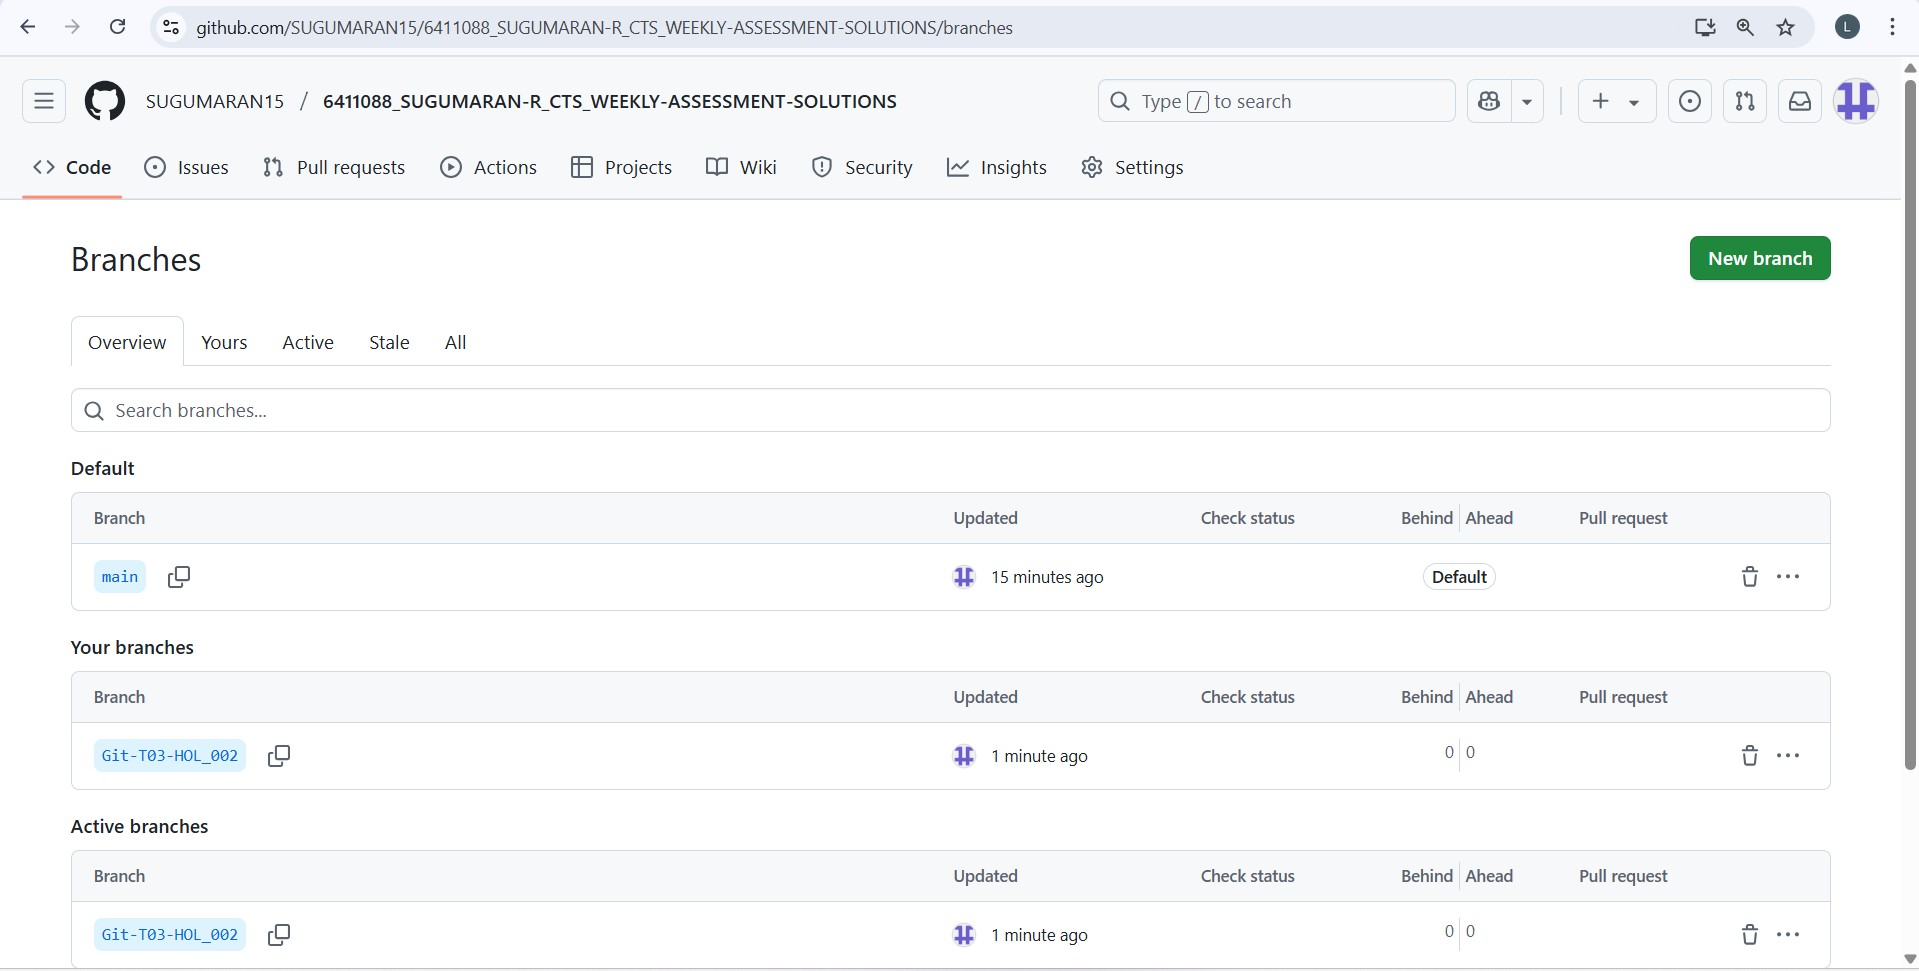 github.com/SUGUMARAN15/6411088_SUGUMARAN-R_CTS_WEEKLY-ASSESSMENT-SOLUTIONS/branches
L
SUGUMARAN15 / 6411088_SUGUMARAN-R_CTS_WEEKLY-ASSESSMENT-SOLUTIONS
Type / to search
Code Issues Pull requests Actions Projects Wiki Security Insights Settings
Branches
New branch
Overview Yours Active Stale All
Search branches...
Default
Branch Updated Check status Behind Ahead Pull request
main 15 minutes ago Default
Your branches
Branch Updated Check status Behind Ahead Pull request
Git-T03-HOL_002 1 minute ago 0 0
Active branches
Branch Updated Check status Behind Ahead Pull request
Git-T03-HOL_002 1 minute ago 0 0